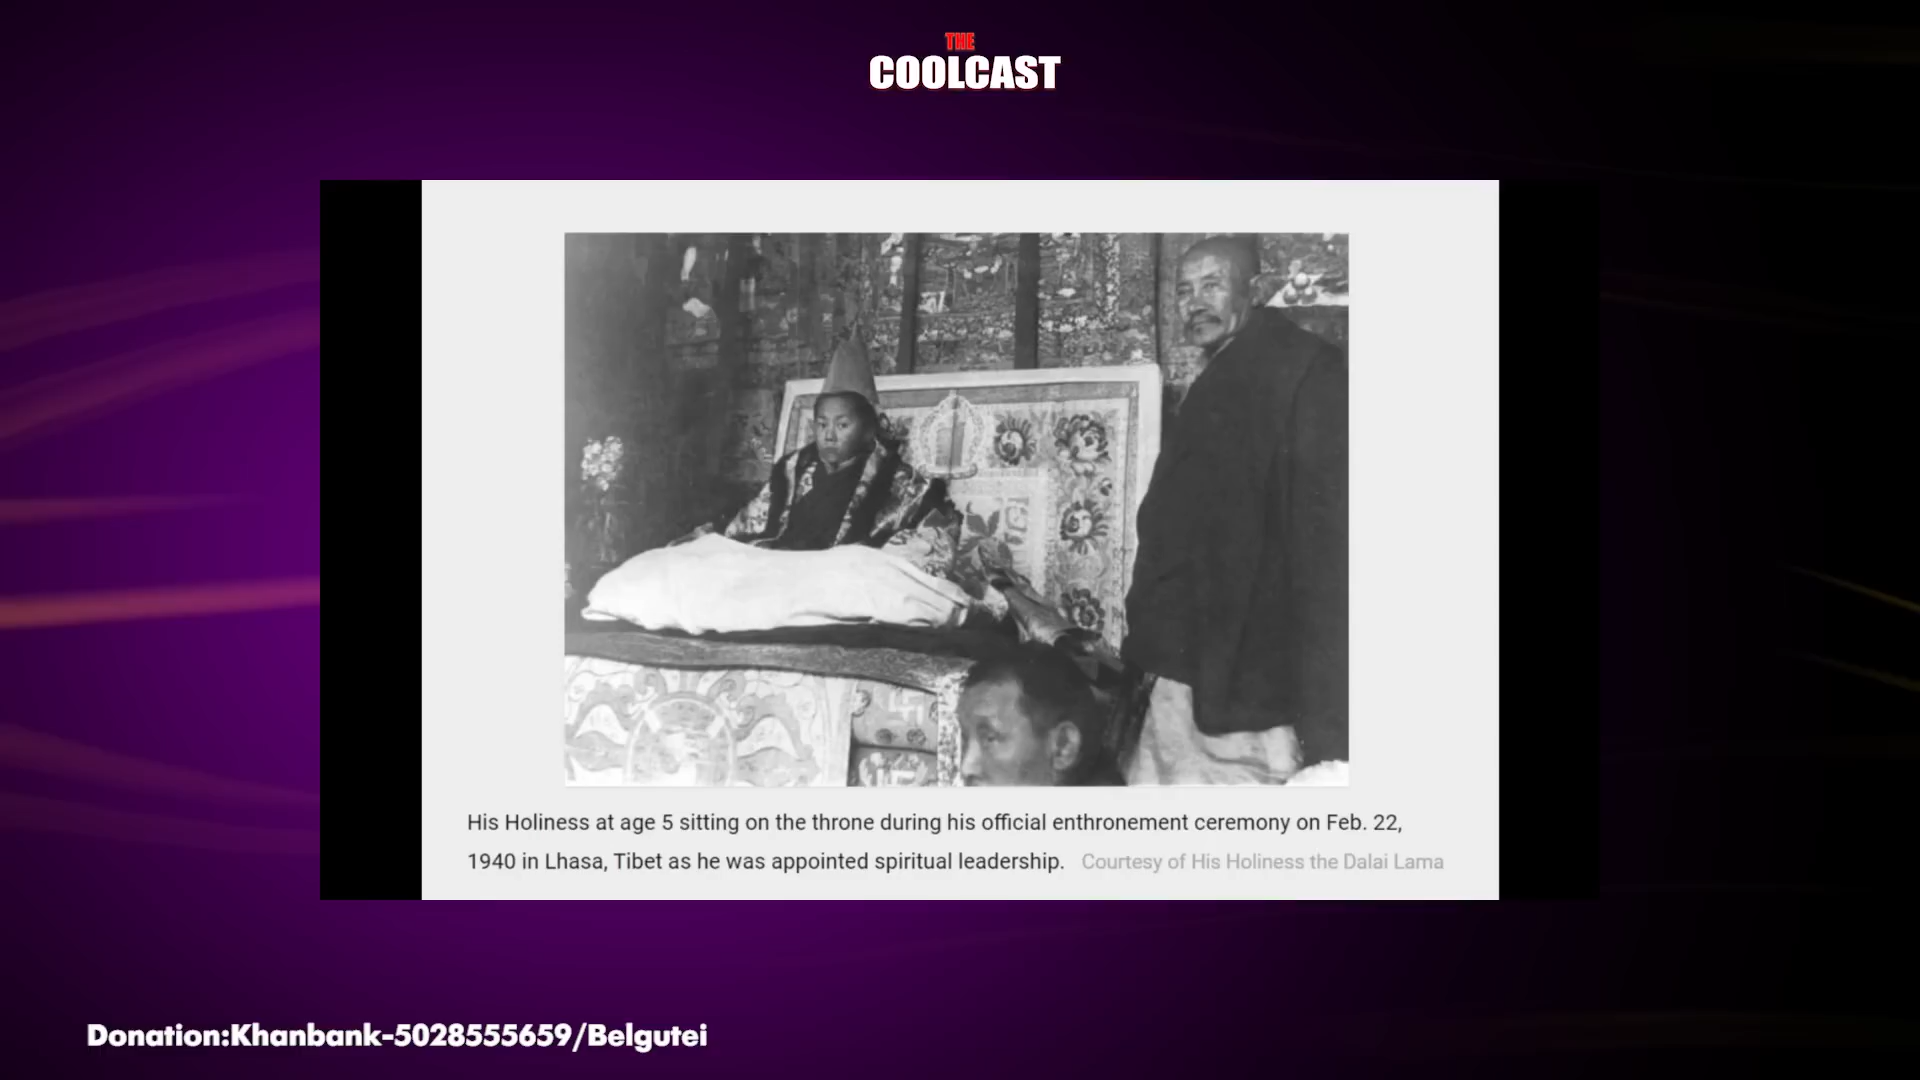 THE
COOLCAST
His Holiness at age 5 sitting on the throne during his official enthronement ceremony on Feb. 22,
1940 in Lhasa, Tibet as he was appointed spiritual leadership. Courtesy of His Holiness the Dalai Lama
Donation:Khanbank-5028555659/Belgutei